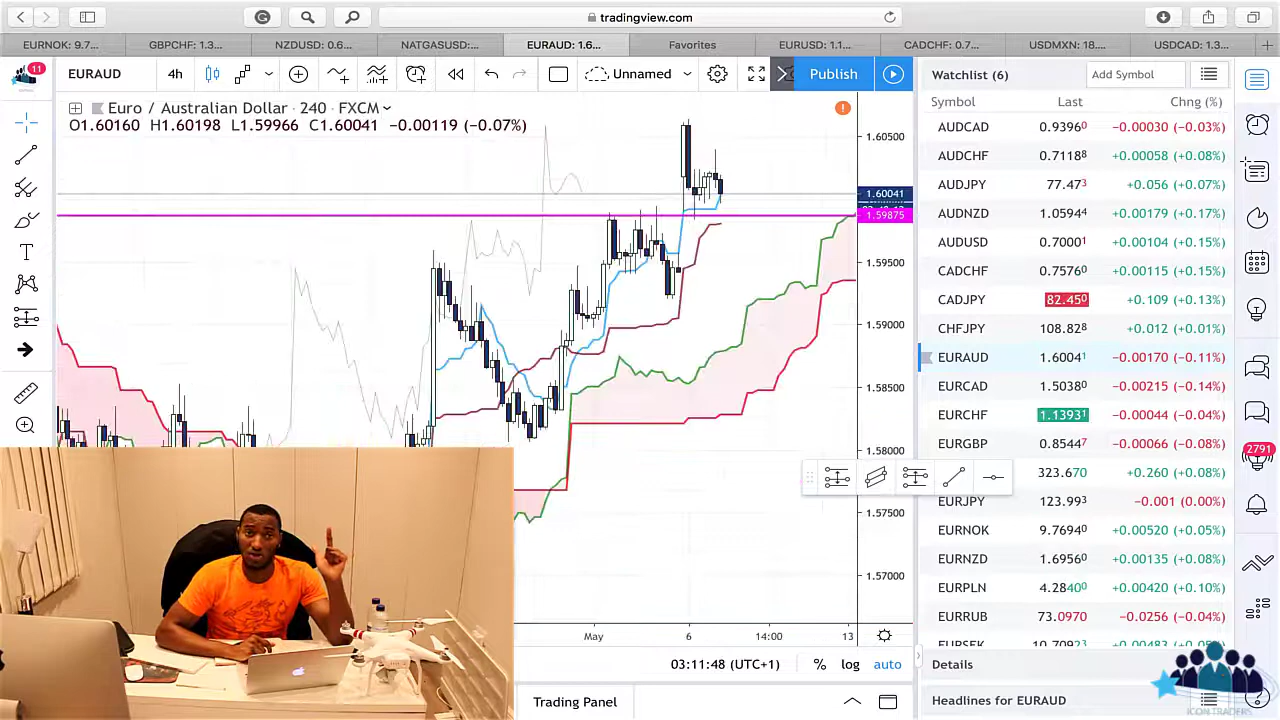 tradingview.com
EURNOK: 9.7...
GBPCHF: 1.3...
NZDUSD: 0.6...
NATGASUSD:...
EURAUD: 1.6...
Favorites
EURUSD: 1.1...
CADCHF: 0.7...
USDMXN: 18....
USDCAD: 1.3...
11
EURAUD
4h
Unnamed
Publish
Watchlist (6)
Add Symbol
Euro / Australian Dollar · 240 · FXCM
O1.60160 H1.60198 L1.59966 C1.60041 −0.00119 (−0.07%)
Symbol Last Chng (%)
AUDCAD 0.93960 −0.00030 (−0.03%)
AUDCHF 0.71188 +0.00058 (+0.08%)
AUDJPY 77.473 +0.056 (+0.07%)
AUDNZD 1.05944 +0.00179 (+0.17%)
AUDUSD 0.70001 +0.00104 (+0.15%)
CADCHF 0.75760 +0.00115 (+0.15%)
CADJPY 82.450 +0.109 (+0.13%)
CHFJPY 108.828 +0.012 (+0.01%)
EURAUD 1.60041 −0.00170 (−0.11%)
EURCAD 1.50380 −0.00215 (−0.14%)
EURCHF 1.13931 −0.00044 (−0.04%)
EURGBP 0.85447 −0.00066 (−0.08%)
323.670 +0.260 (+0.08%)
EURJPY 123.993 −0.001 (0.00%)
EURNOK 9.76940 +0.00520 (+0.05%)
EURNZD 1.69560 +0.00135 (+0.08%)
EURPLN 4.28400 +0.00420 (+0.10%)
EURRUB 73.0970 −0.0256 (−0.04%)
EURSEK 10.70923 +0.00483 (+0.05%)
1.60500
1.60041
1.59875
1.59500
1.59000
1.58500
1.58000
1.57500
1.57000
2791
May 6 14:00 13
03:11:48 (UTC+1) % log auto
Details
Trading Panel
Headlines for EURAUD
ICON TRADERS